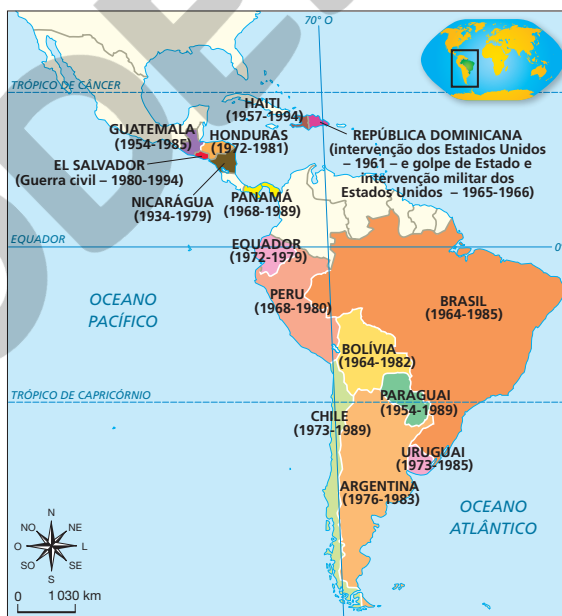 70° O
TRÓPICO DE CÂNCER
HAITI
(1957-1994)
GUATEMALA
(1954-1985)
HONDURAS
(1972-1981)
REPÚBLICA DOMINICANA
(intervenção dos Estados Unidos
– 1961 – e golpe de Estado e
intervenção militar dos
Estados Unidos – 1965-1966)
EL SALVADOR
(Guerra civil – 1980-1994)
NICARÁGUA
(1934-1979)
PANAMÁ
(1968-1989)
EQUADOR
0°
EQUADOR
(1972-1979)
OCEANO
PACÍFICO
PERU
(1968-1980)
BRASIL
(1964-1985)
BOLÍVIA
(1964-1982)
TRÓPICO DE CAPRICÓRNIO
PARAGUAI
(1954-1989)
CHILE
(1973-1989)
URUGUAI
(1973-1985)
ARGENTINA
(1976-1983)
OCEANO
ATLÂNTICO
N
NO NE
O L
SO SE
S
0 1 030 km